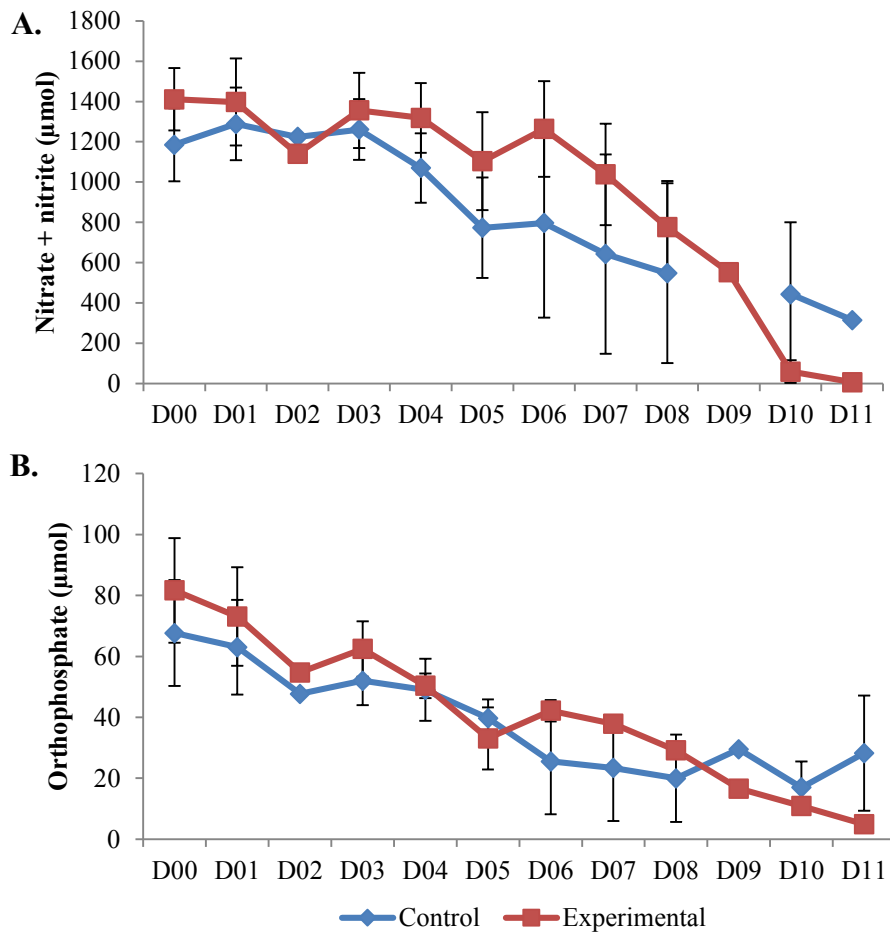 A.
Nitrate + nitrite (µmol)
1800
1600
1400
1200
1000
800
600
400
200
0
D00 D01 D02 D03 D04 D05 D06 D07 D08 D09 D10 D11
B.
Orthophosphate (µmol)
120
100
80
60
40
20
0
D00 D01 D02 D03 D04 D05 D06 D07 D08 D09 D10 D11
Control Experimental